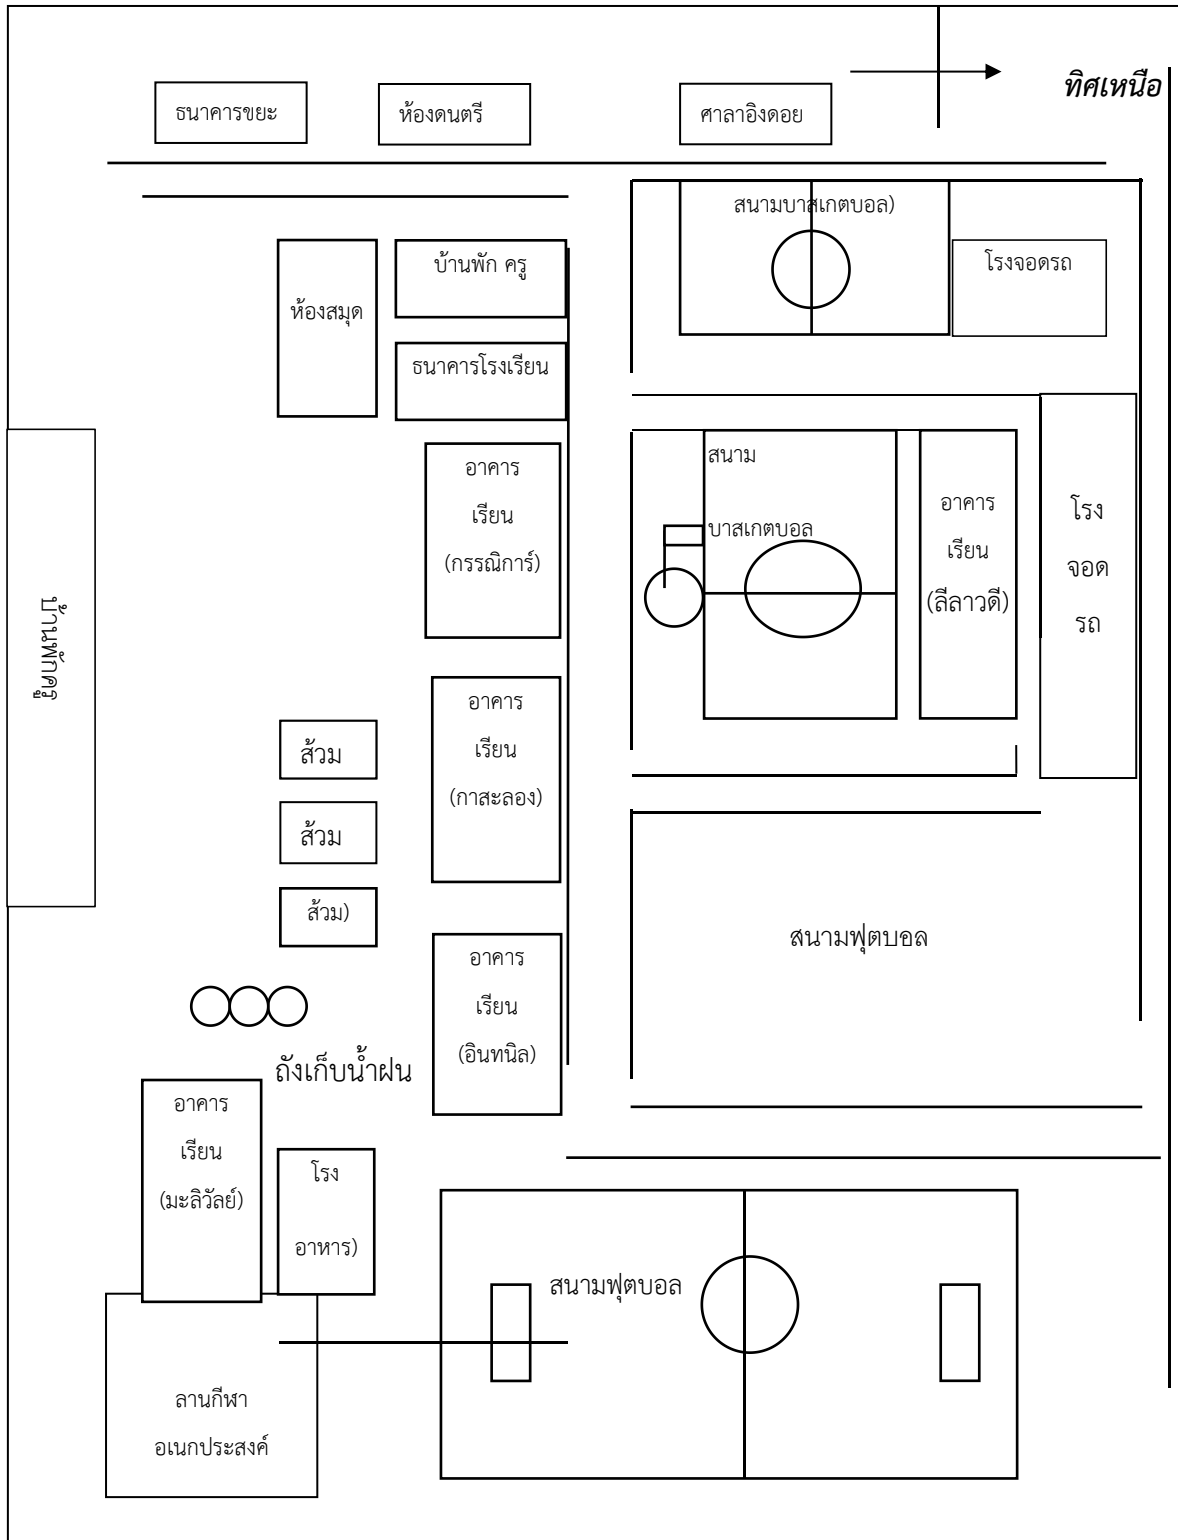 ทิศเหนือ
ธนาคารขยะ
ห้องดนตรี
ศาลาอิงดอย
สนามบาสเกตบอล)
โรงจอดรถ
บ้านพัก ครู
ห้องสมุด
ธนาคารโรงเรียน
อาคาร
เรียน
(กรรณิการ์)
สนาม
บาสเกตบอล
อาคาร
เรียน
(ลีลาวดี)
โรง
จอด
รถ
บ้านพักครู
อาคาร
เรียน
(กาสะลอง)
ส้วม
ส้วม
ส้วม)
สนามฟุตบอล
อาคาร
เรียน
(อินทนิล)
ถังเก็บน้ำฝน
อาคาร
เรียน
(มะลิวัลย์)
โรง
อาหาร)
สนามฟุตบอล
ลานกีฬา
อเนกประสงค์